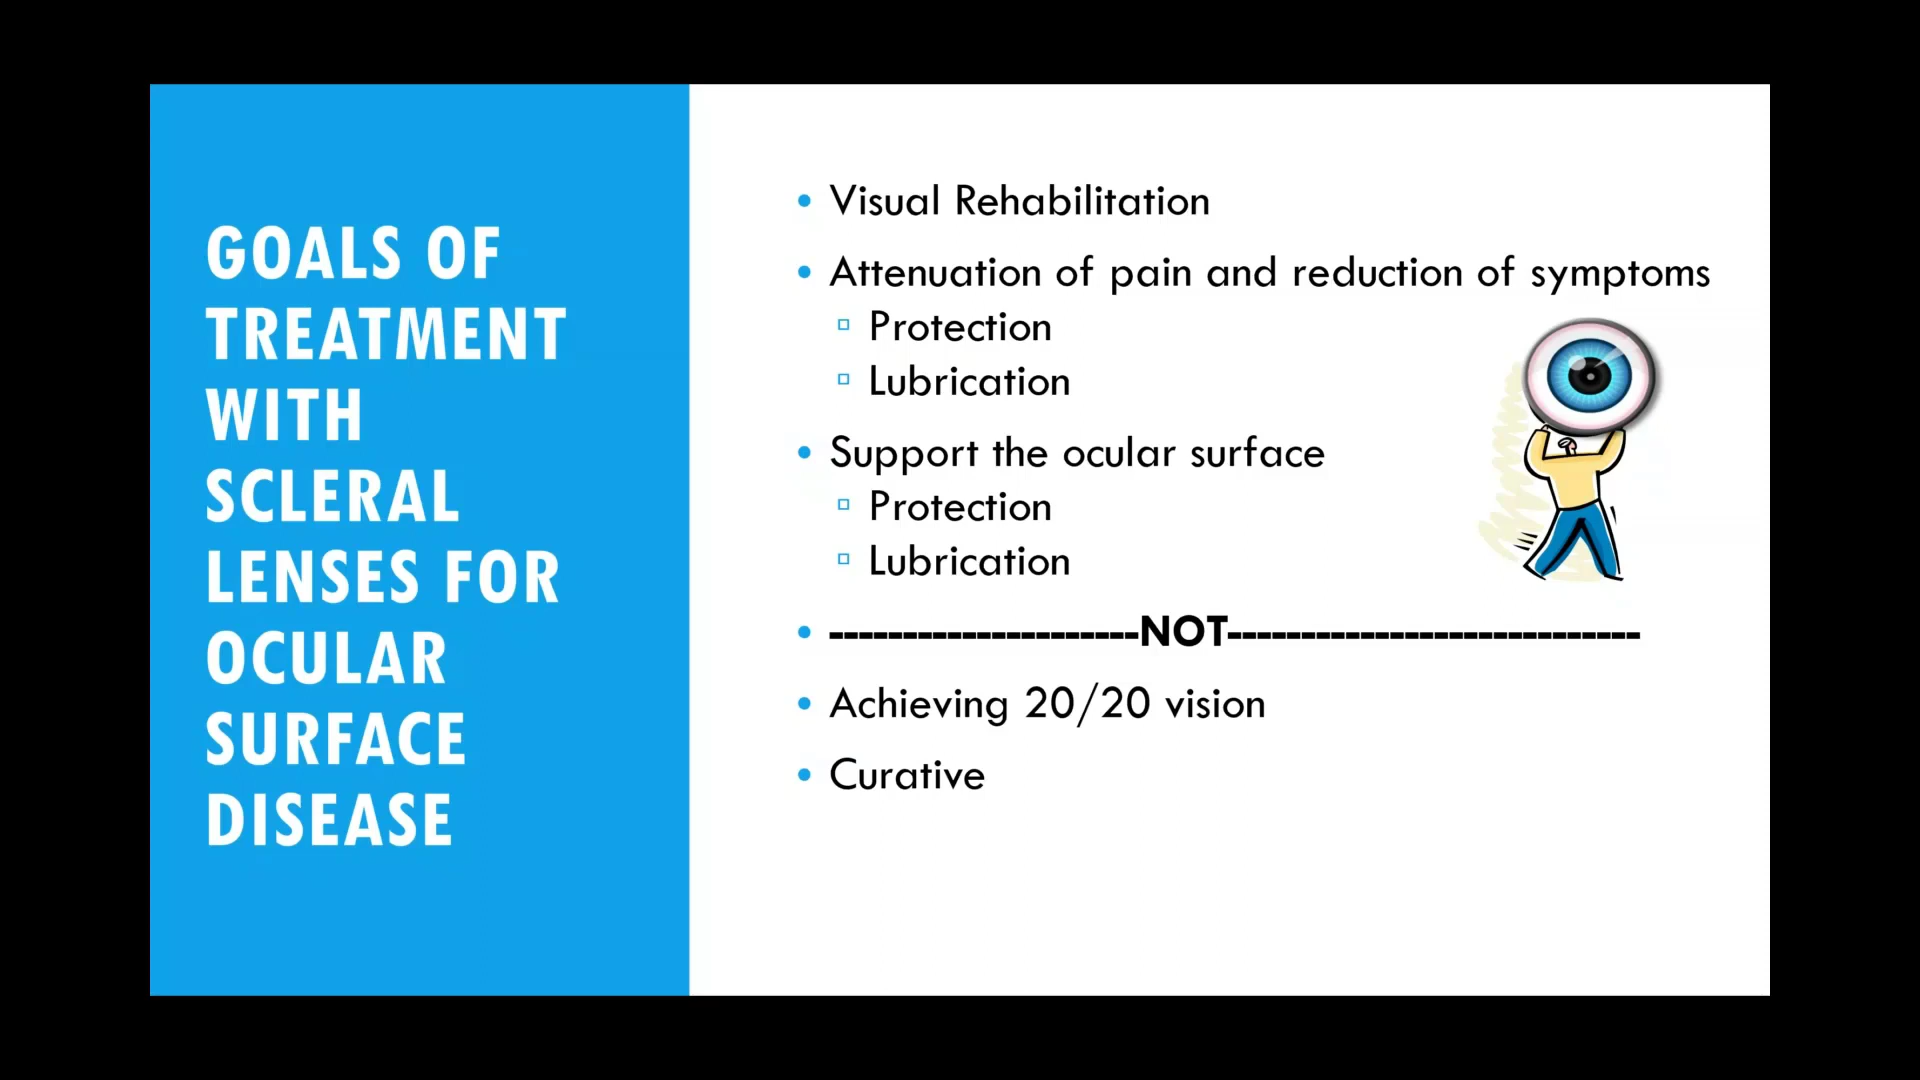 GOALS OF
TREATMENT
WITH
SCLERAL
LENSES FOR
OCULAR
SURFACE
DISEASE
• Visual Rehabilitation
• Attenuation of pain and reduction of symptoms
▫ Protection
▫ Lubrication
• Support the ocular surface
▫ Protection
▫ Lubrication
• ---------------------NOT----------------------------
• Achieving 20/20 vision
• Curative